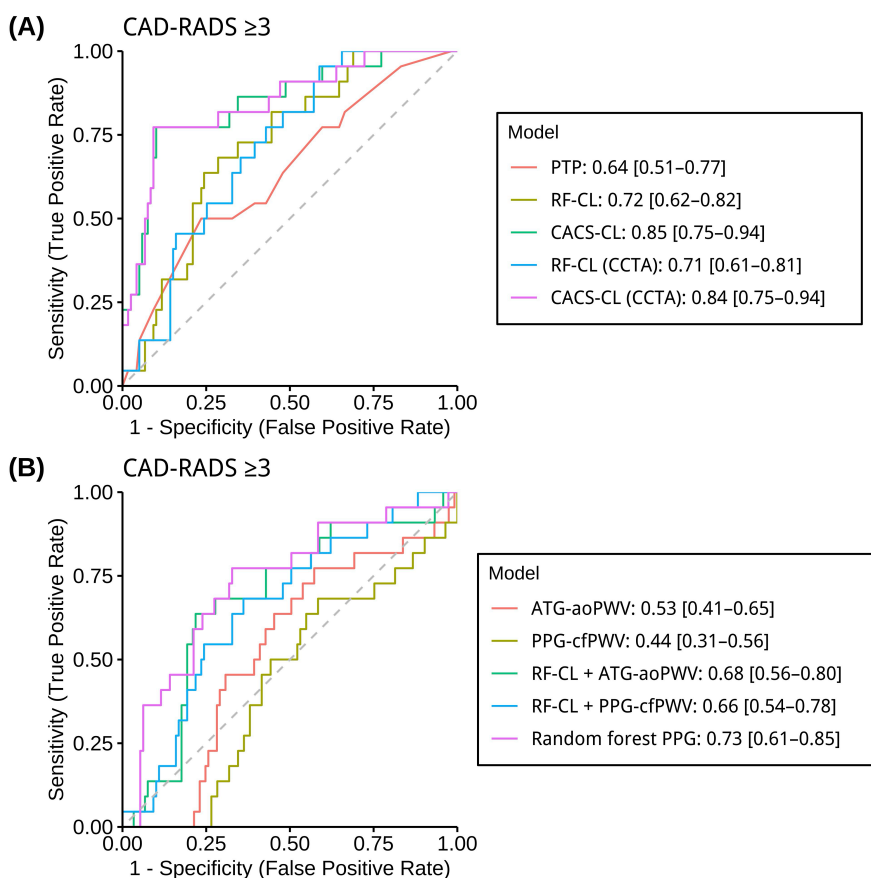 (A)
CAD-RADS ≥3
Sensitivity (True Positive Rate)
1.00
0.75
0.50
0.25
0.00
0.00 0.25 0.50 0.75 1.00
1 - Specificity (False Positive Rate)
Model
PTP: 0.64 [0.51–0.77]
RF-CL: 0.72 [0.62–0.82]
CACS-CL: 0.85 [0.75–0.94]
RF-CL (CCTA): 0.71 [0.61–0.81]
CACS-CL (CCTA): 0.84 [0.75–0.94]
(B)
CAD-RADS ≥3
Sensitivity (True Positive Rate)
1.00
0.75
0.50
0.25
0.00
0.00 0.25 0.50 0.75 1.00
1 - Specificity (False Positive Rate)
Model
ATG-aoPWV: 0.53 [0.41–0.65]
PPG-cfPWV: 0.44 [0.31–0.56]
RF-CL + ATG-aoPWV: 0.68 [0.56–0.80]
RF-CL + PPG-cfPWV: 0.66 [0.54–0.78]
Random forest PPG: 0.73 [0.61–0.85]